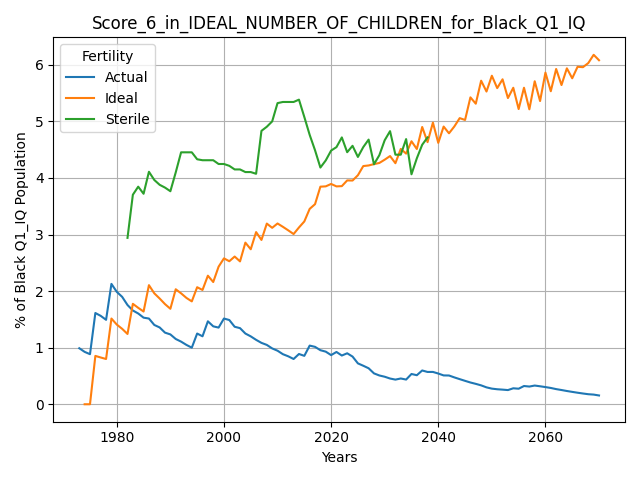 Score_6_in_IDEAL_NUMBER_OF_CHILDREN_for_Black_Q1_IQ
Fertility
Actual
Ideal
Sterile
% of Black Q1_IQ Population
6
5
4
3
2
1
0
1980 2000 2020 2040 2060
Years